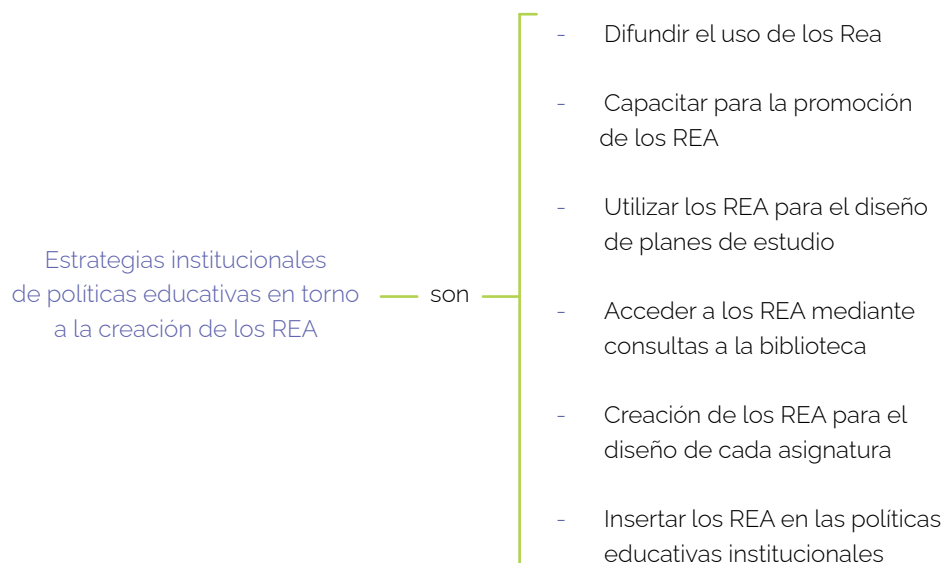 Estrategias institucionales
de políticas educativas en torno
a la creación de los REA
son
- Difundir el uso de los Rea
- Capacitar para la promoción
de los REA
- Utilizar los REA para el diseño
de planes de estudio
- Acceder a los REA mediante
consultas a la biblioteca
- Creación de los REA para el
diseño de cada asignatura
- Insertar los REA en las políticas
educativas institucionales